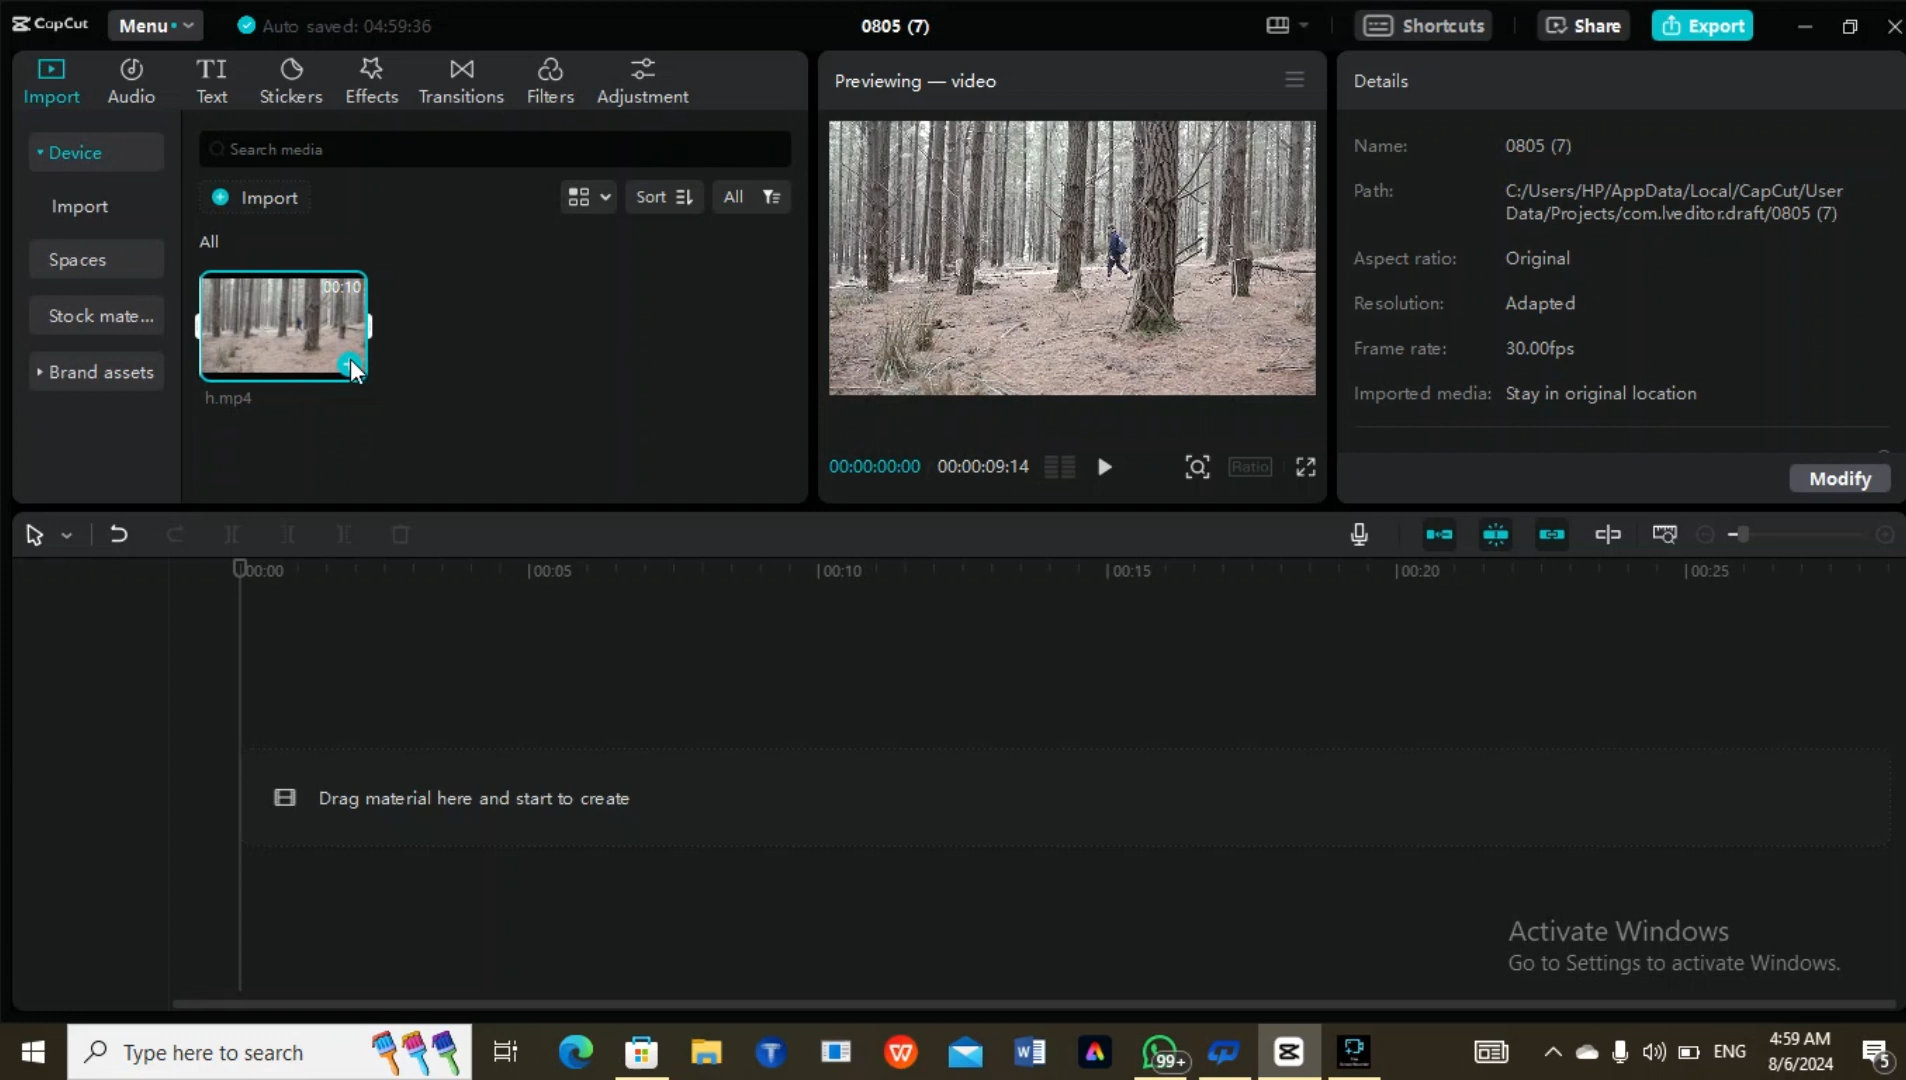 CapCut Menu Auto saved: 04:59:36 0805 (7) Shortcuts Share Export
Import Audio Text Stickers Effects Transitions Filters Adjustment
Previewing — video
Details
Device
Search media
Import
Import Sort All
Spaces
All
Stock mate...
00:10
Brand assets
h.mp4
00:00:00:00 00:00:09:14 Ratio
Name: 0805 (7)
Path: C:/Users/HP/AppData/Local/CapCut/User
Data/Projects/com.lveditor.draft/0805 (7)
Aspect ratio: Original
Resolution: Adapted
Frame rate: 30.00fps
Imported media: Stay in original location
Modify
00:00 00:05 00:10 00:15 00:20 00:25
Drag material here and start to create
Activate Windows
Go to Settings to activate Windows.
Type here to search
99+
ENG
4:59 AM
8/6/2024
5